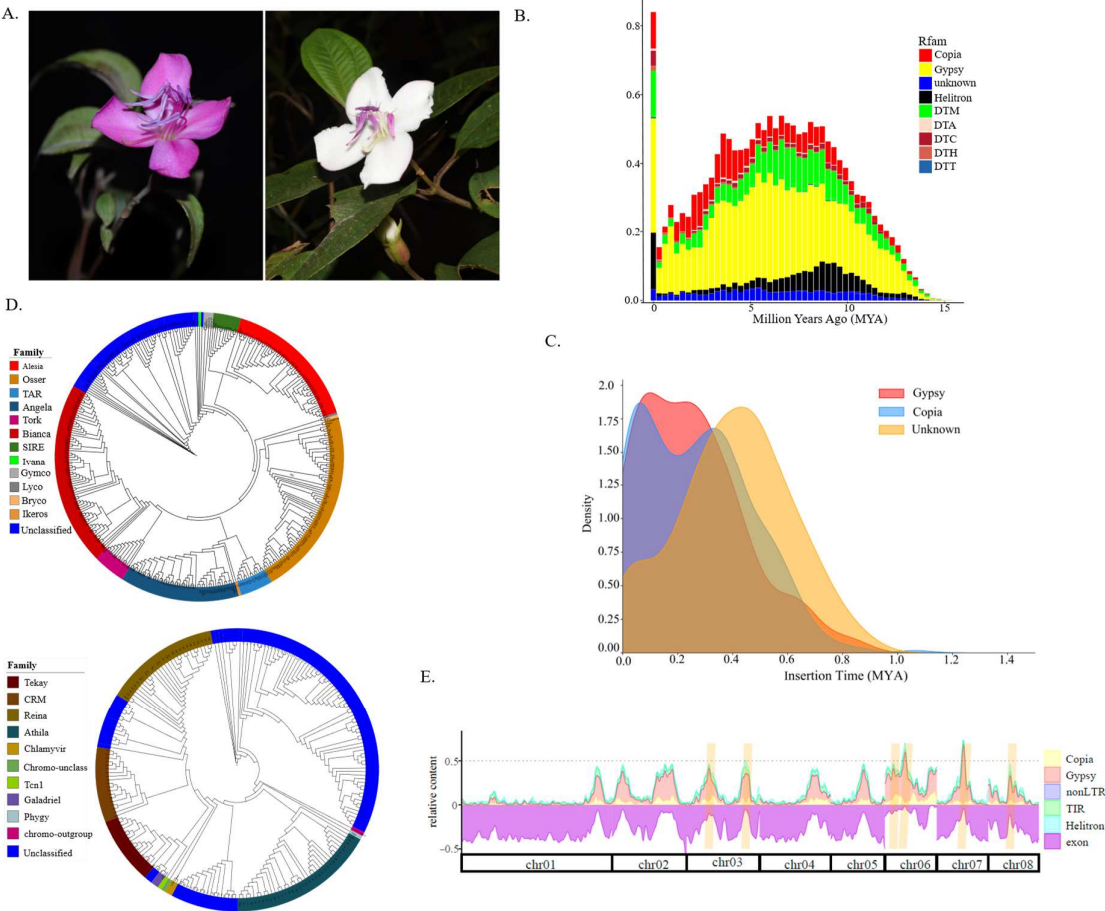 A.
B.
0.8
0.6
0.4
0.2
0.0
0
5
10
15
Million Years Ago (MYA)
Rfam
Copia
Gypsy
unknown
Helitron
DTM
DTA
DTC
DTH
DTT
C.
2.0
1.75
1.50
1.25
1.00
0.75
0.50
0.25
0.00
Density
0.0
0.2
0.4
0.6
0.8
1.0
1.2
1.4
Insertion Time (MYA)
Gypsy
Copia
Unknown
D.
Family
Alesia
Osser
TAR
Angela
Tork
Bianca
SIRE
Ivana
Gymco
Lyco
Bryco
Ikeros
Unclassified
Family
Tekay
CRM
Reina
Athila
Chlamyvir
Chromo-unclass
Tcn1
Galadriel
Phygy
chromo-outgroup
Unclassified
E.
relative content
0.5
0
-0.5
chr01
chr02
chr03
chr04
chr05
chr06
chr07
chr08
Copia
Gypsy
nonLTR
TIR
Helitron
exon